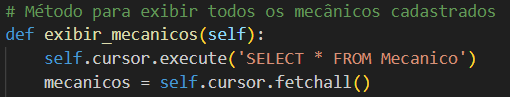 # Método para exibir todos os mecânicos cadastrados
def exibir_mecanicos(self):
    self.cursor.execute('SELECT * FROM Mecanico')
    mecanicos = self.cursor.fetchall()